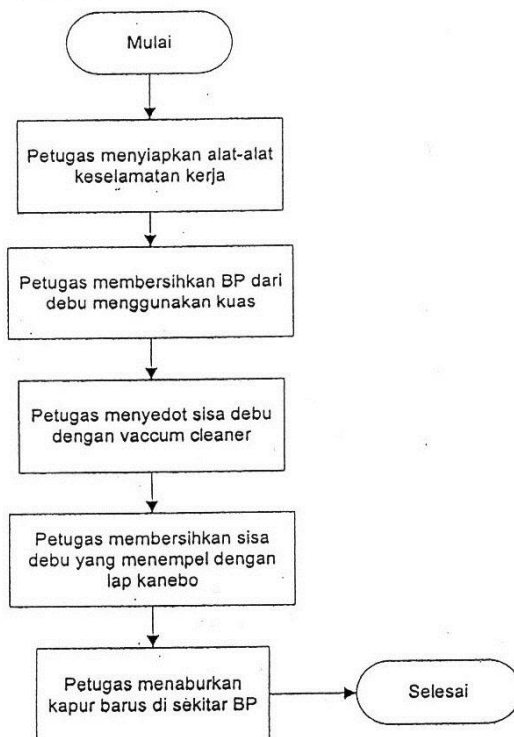 Mulai
Petugas menyiapkan alat-alat
keselamatan kerja
Petugas membersihkan BP dari
debu menggunakan kuas
Petugas menyedot sisa debu
dengan vaccum cleaner
Petugas membersihkan sisa
debu yang menempel dengan
lap kanebo
Petugas menaburkan
kapur barus di sekitar BP
Selesai